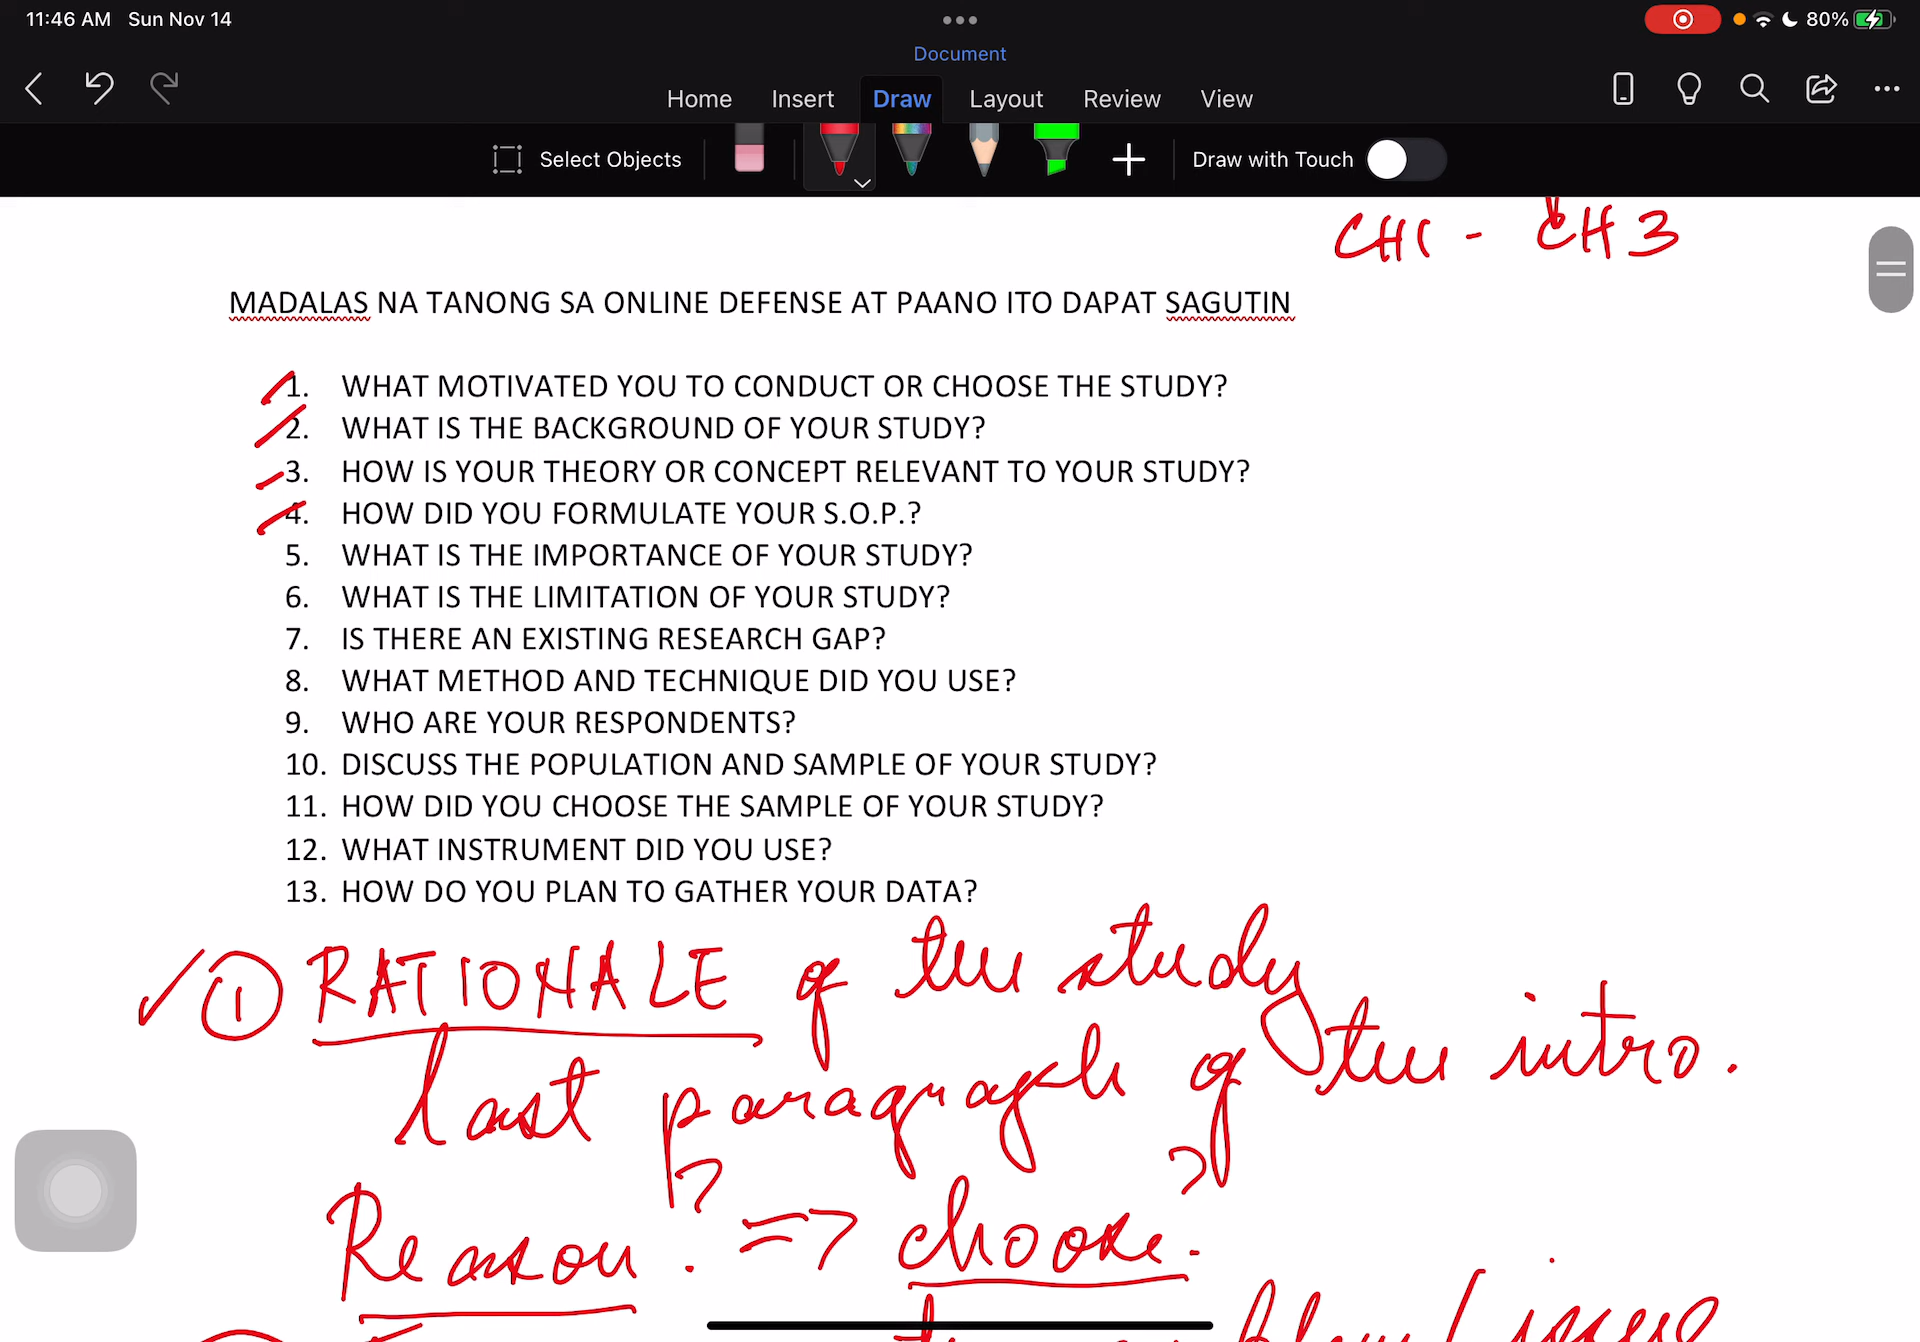 11:46 AM Sun Nov 14
80%
Document
Home Insert Draw Layout Review View
Select Objects
Draw with Touch
CH1 - CH3
MADALAS NA TANONG SA ONLINE DEFENSE AT PAANO ITO DAPAT SAGUTIN
1. WHAT MOTIVATED YOU TO CONDUCT OR CHOOSE THE STUDY?
2. WHAT IS THE BACKGROUND OF YOUR STUDY?
3. HOW IS YOUR THEORY OR CONCEPT RELEVANT TO YOUR STUDY?
4. HOW DID YOU FORMULATE YOUR S.O.P.?
5. WHAT IS THE IMPORTANCE OF YOUR STUDY?
6. WHAT IS THE LIMITATION OF YOUR STUDY?
7. IS THERE AN EXISTING RESEARCH GAP?
8. WHAT METHOD AND TECHNIQUE DID YOU USE?
9. WHO ARE YOUR RESPONDENTS?
10. DISCUSS THE POPULATION AND SAMPLE OF YOUR STUDY?
11. HOW DID YOU CHOOSE THE SAMPLE OF YOUR STUDY?
12. WHAT INSTRUMENT DID YOU USE?
13. HOW DO YOU PLAN TO GATHER YOUR DATA?
1 RATIONALE of the study
last paragraph of the intro.
Reason? => choose?